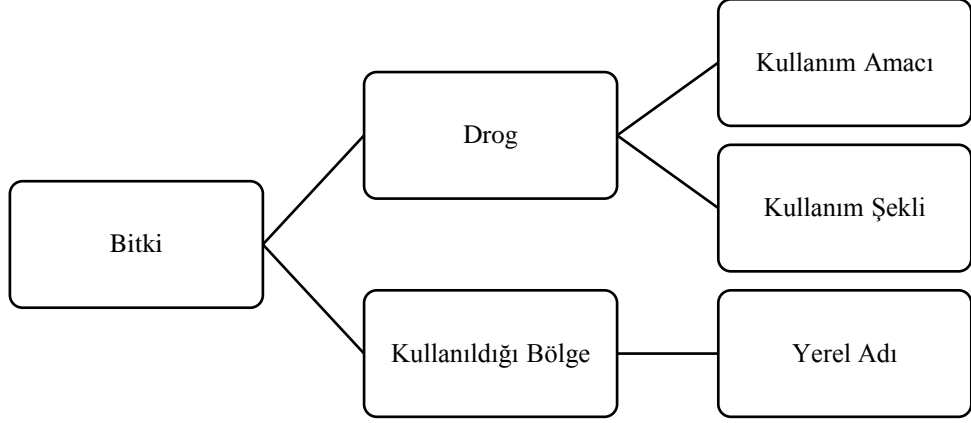 Bitki
Drog
Kullanım Amacı
Kullanım Şekli
Kullanıldığı Bölge
Yerel Adı